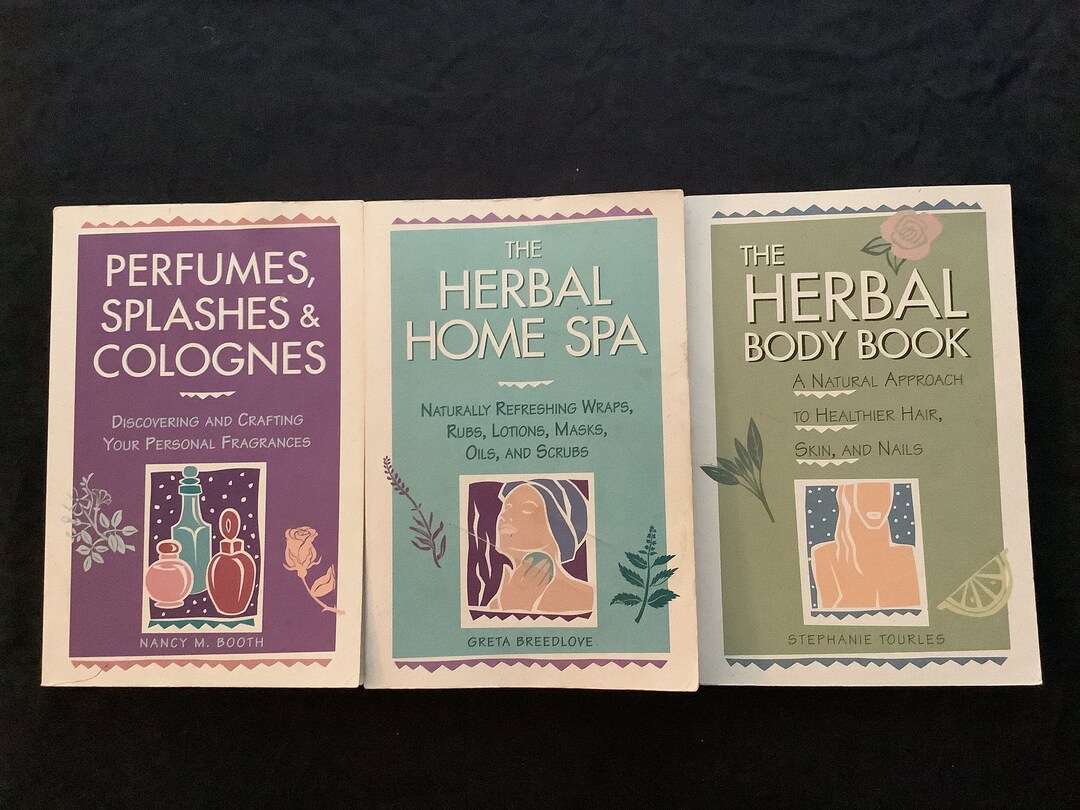 PERFUMES,
SPLASHES &
COLOGNES
DISCOVERING AND CRAFTING
YOUR PERSONAL FRAGRANCES
NANCY M. BOOTH
THE
HERBAL
HOME SPA
NATURALLY REFRESHING WRAPS,
RUBS, LOTIONS, MASKS,
OILS, AND SCRUBS
GRETA BREEDLOVE
THE
HERBAL
BODY BOOK
A NATURAL APPROACH
TO HEALTHIER HAIR,
SKIN, AND NAILS
STEPHANIE TOURLES